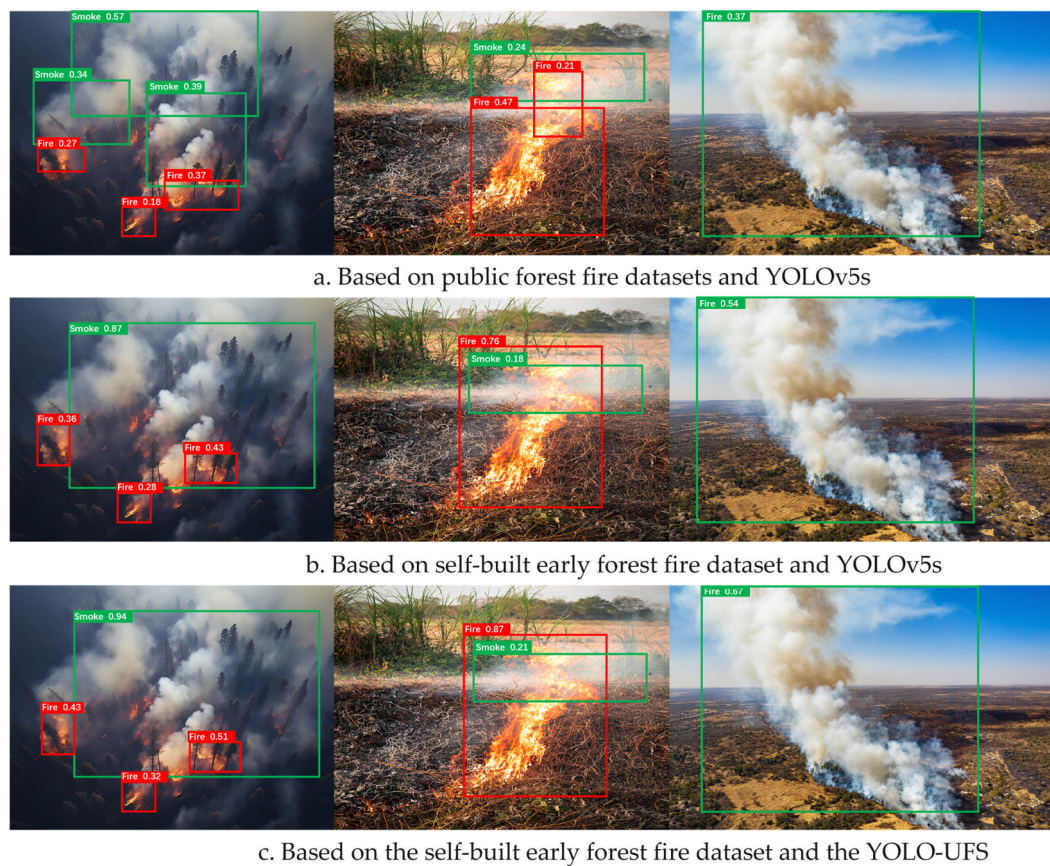 Smoke 0.57
Smoke 0.34
Smoke 0.39
Fire 0.27
Fire 0.37
Fire 0.18
Smoke 0.24
Fire 0.21
Fire 0.47
Fire 0.37
a. Based on public forest fire datasets and YOLOv5s
Smoke 0.87
Fire 0.36
Fire 0.43
Fire 0.28
Fire 0.76
Smoke 0.18
Fire 0.54
b. Based on self-built early forest fire dataset and YOLOv5s
Smoke 0.94
Fire 0.43
Fire 0.51
Fire 0.32
Fire 0.87
Smoke 0.21
Fire 0.67
c. Based on the self-built early forest fire dataset and the YOLO-UFS